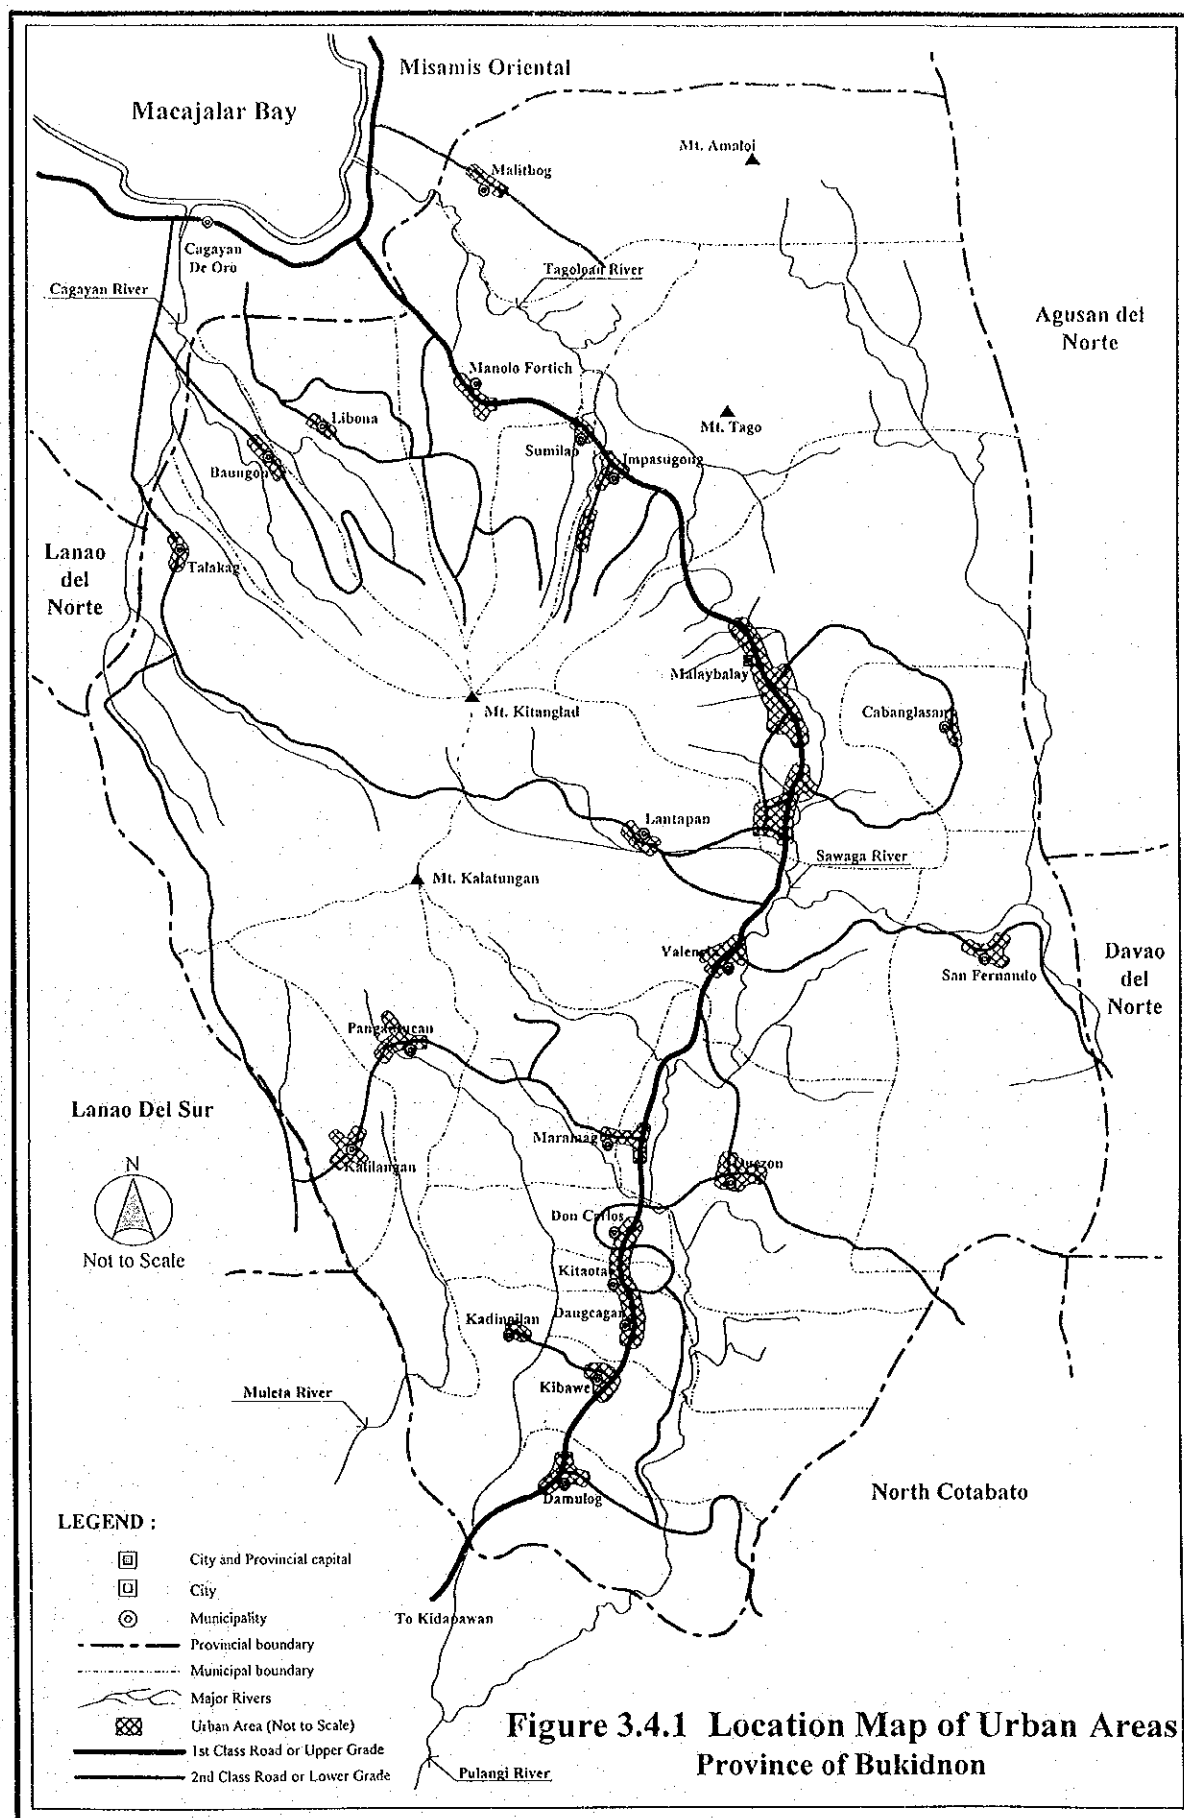 Misamis Oriental
Macajalar Bay
Mt. Amaloi
Malitbog
Cagayan
De Oro
Tagoloan River
Cagayan River
Agusan del
Norte
Manolo Fortich
Libona
Mt. Tago
Sumilao
Impasugong
Baungon
Lanao
del
Norte
Talakag
Malaybalay
Mt. Kitanglad
Cabanglasan
Lantapan
Sawaga River
Mt. Kalatungan
San Fernando
Davao
del
Norte
Lanao Del Sur
Maramag
Kalilangan
N
Not to Scale
Don Carlos
Kitaotao
Kibawe
Muleta River
North Cotabato
Damulog
To Kidapawan
LEGEND :
City and Provincial capital
City
Municipality
Provincial boundary
Municipal boundary
Major Rivers
Urban Area (Not to Scale)
1st Class Road or Upper Grade
2nd Class Road or Lower Grade
Figure 3.4.1 Location Map of Urban Areas
Province of Bukidnon
Pulangi River